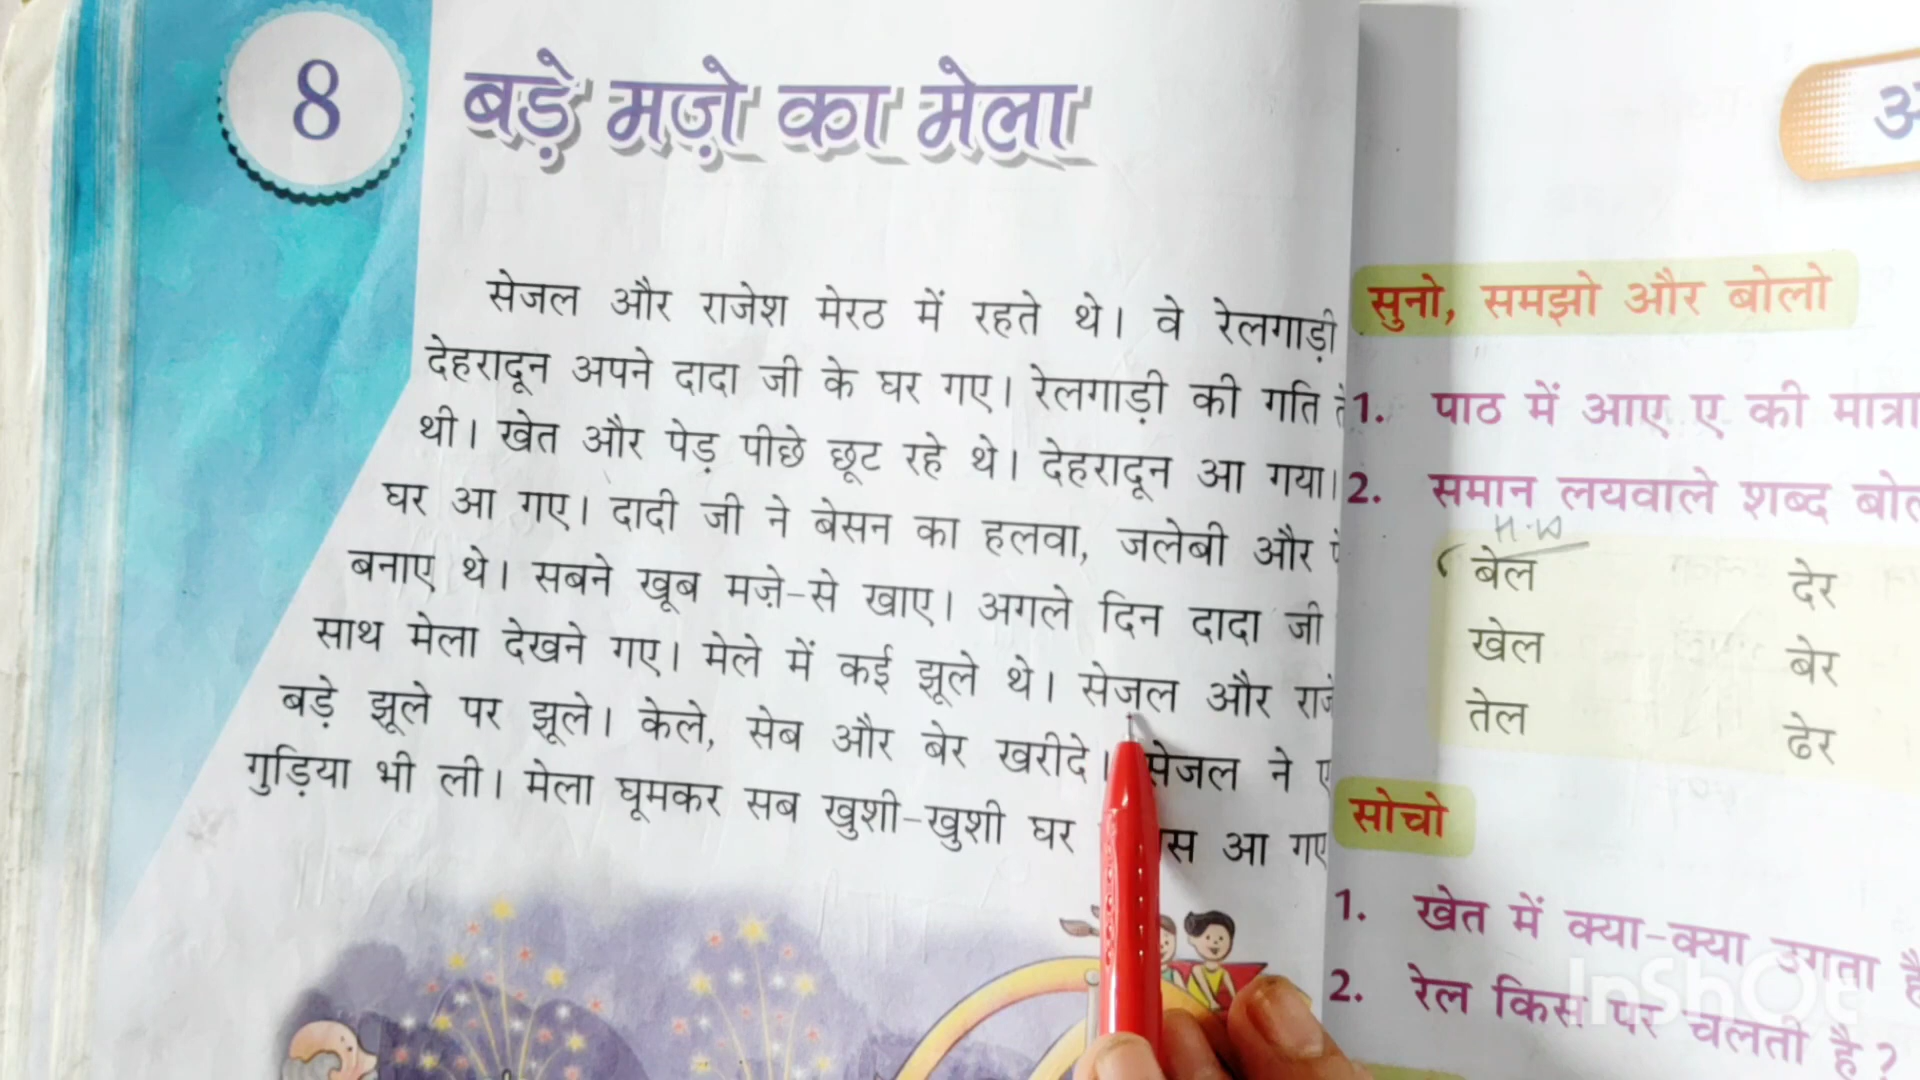 8
बड़े मज़े का मेला
सेजल और राजेश मेरठ में रहते थे। वे रेलगाड़ी
देहरादून अपने दादा जी के घर गए। रेलगाड़ी की गति
थी। खेत और पेड़ पीछे छूट रहे थे। देहरादून आ गया।
घर आ गए। दादी जी ने बेसन का हलवा, जलेबी और
बनाए थे। सबने खूब मज़े-से खाए। अगले दिन दादा जी
साथ मेला देखने गए। मेले में कई झूले थे। सेजल और
बड़े झूले पर झूले। केले, सेब और बेर खरीदे। सेजल ने
गुड़िया भी ली। मेला घूमकर सब खुशी-खुशी घर आ गए
सुनो, समझो और बोलो
1. पाठ में आए ए की मात्रा
2. समान लयवाले शब्द
H.W
बेल देर
खेल बेर
तेल ढेर
सोचो
1. खेत में क्या-क्या उगता
2. रेल किस पर चलती है?
InShOt